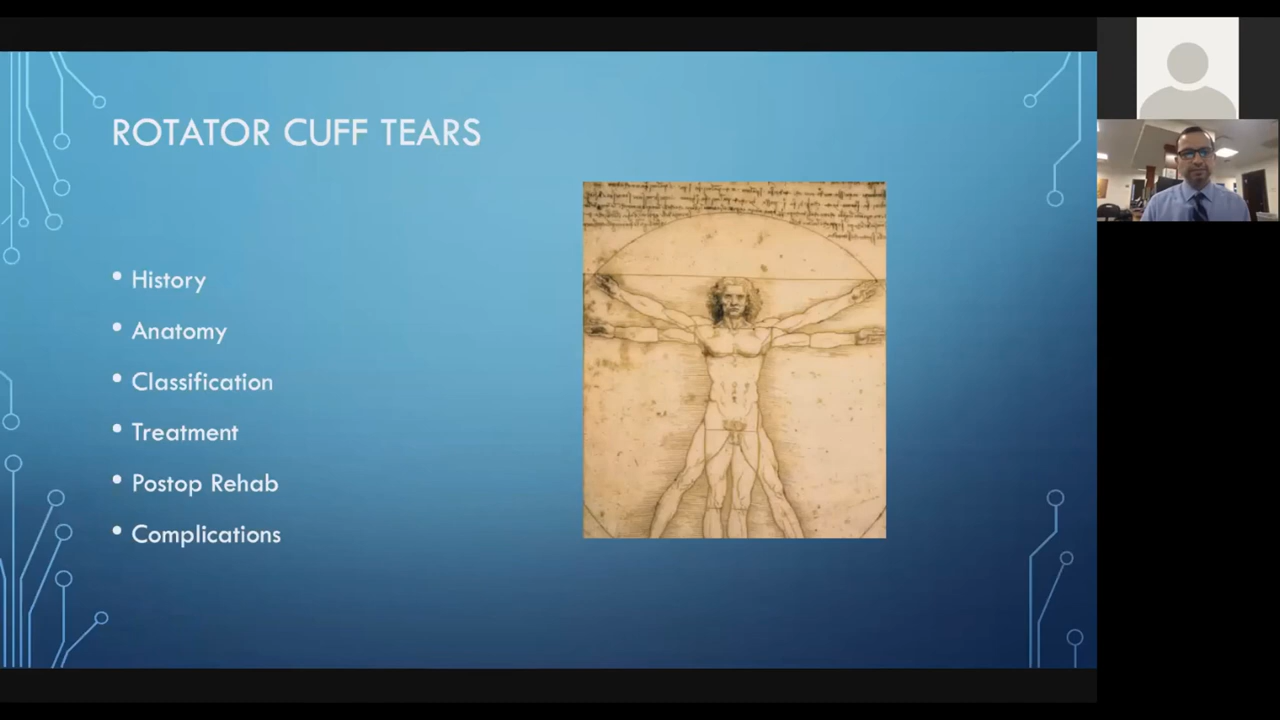 ROTATOR CUFF TEARS
• History
• Anatomy
• Classification
• Treatment
• Postop Rehab
• Complications